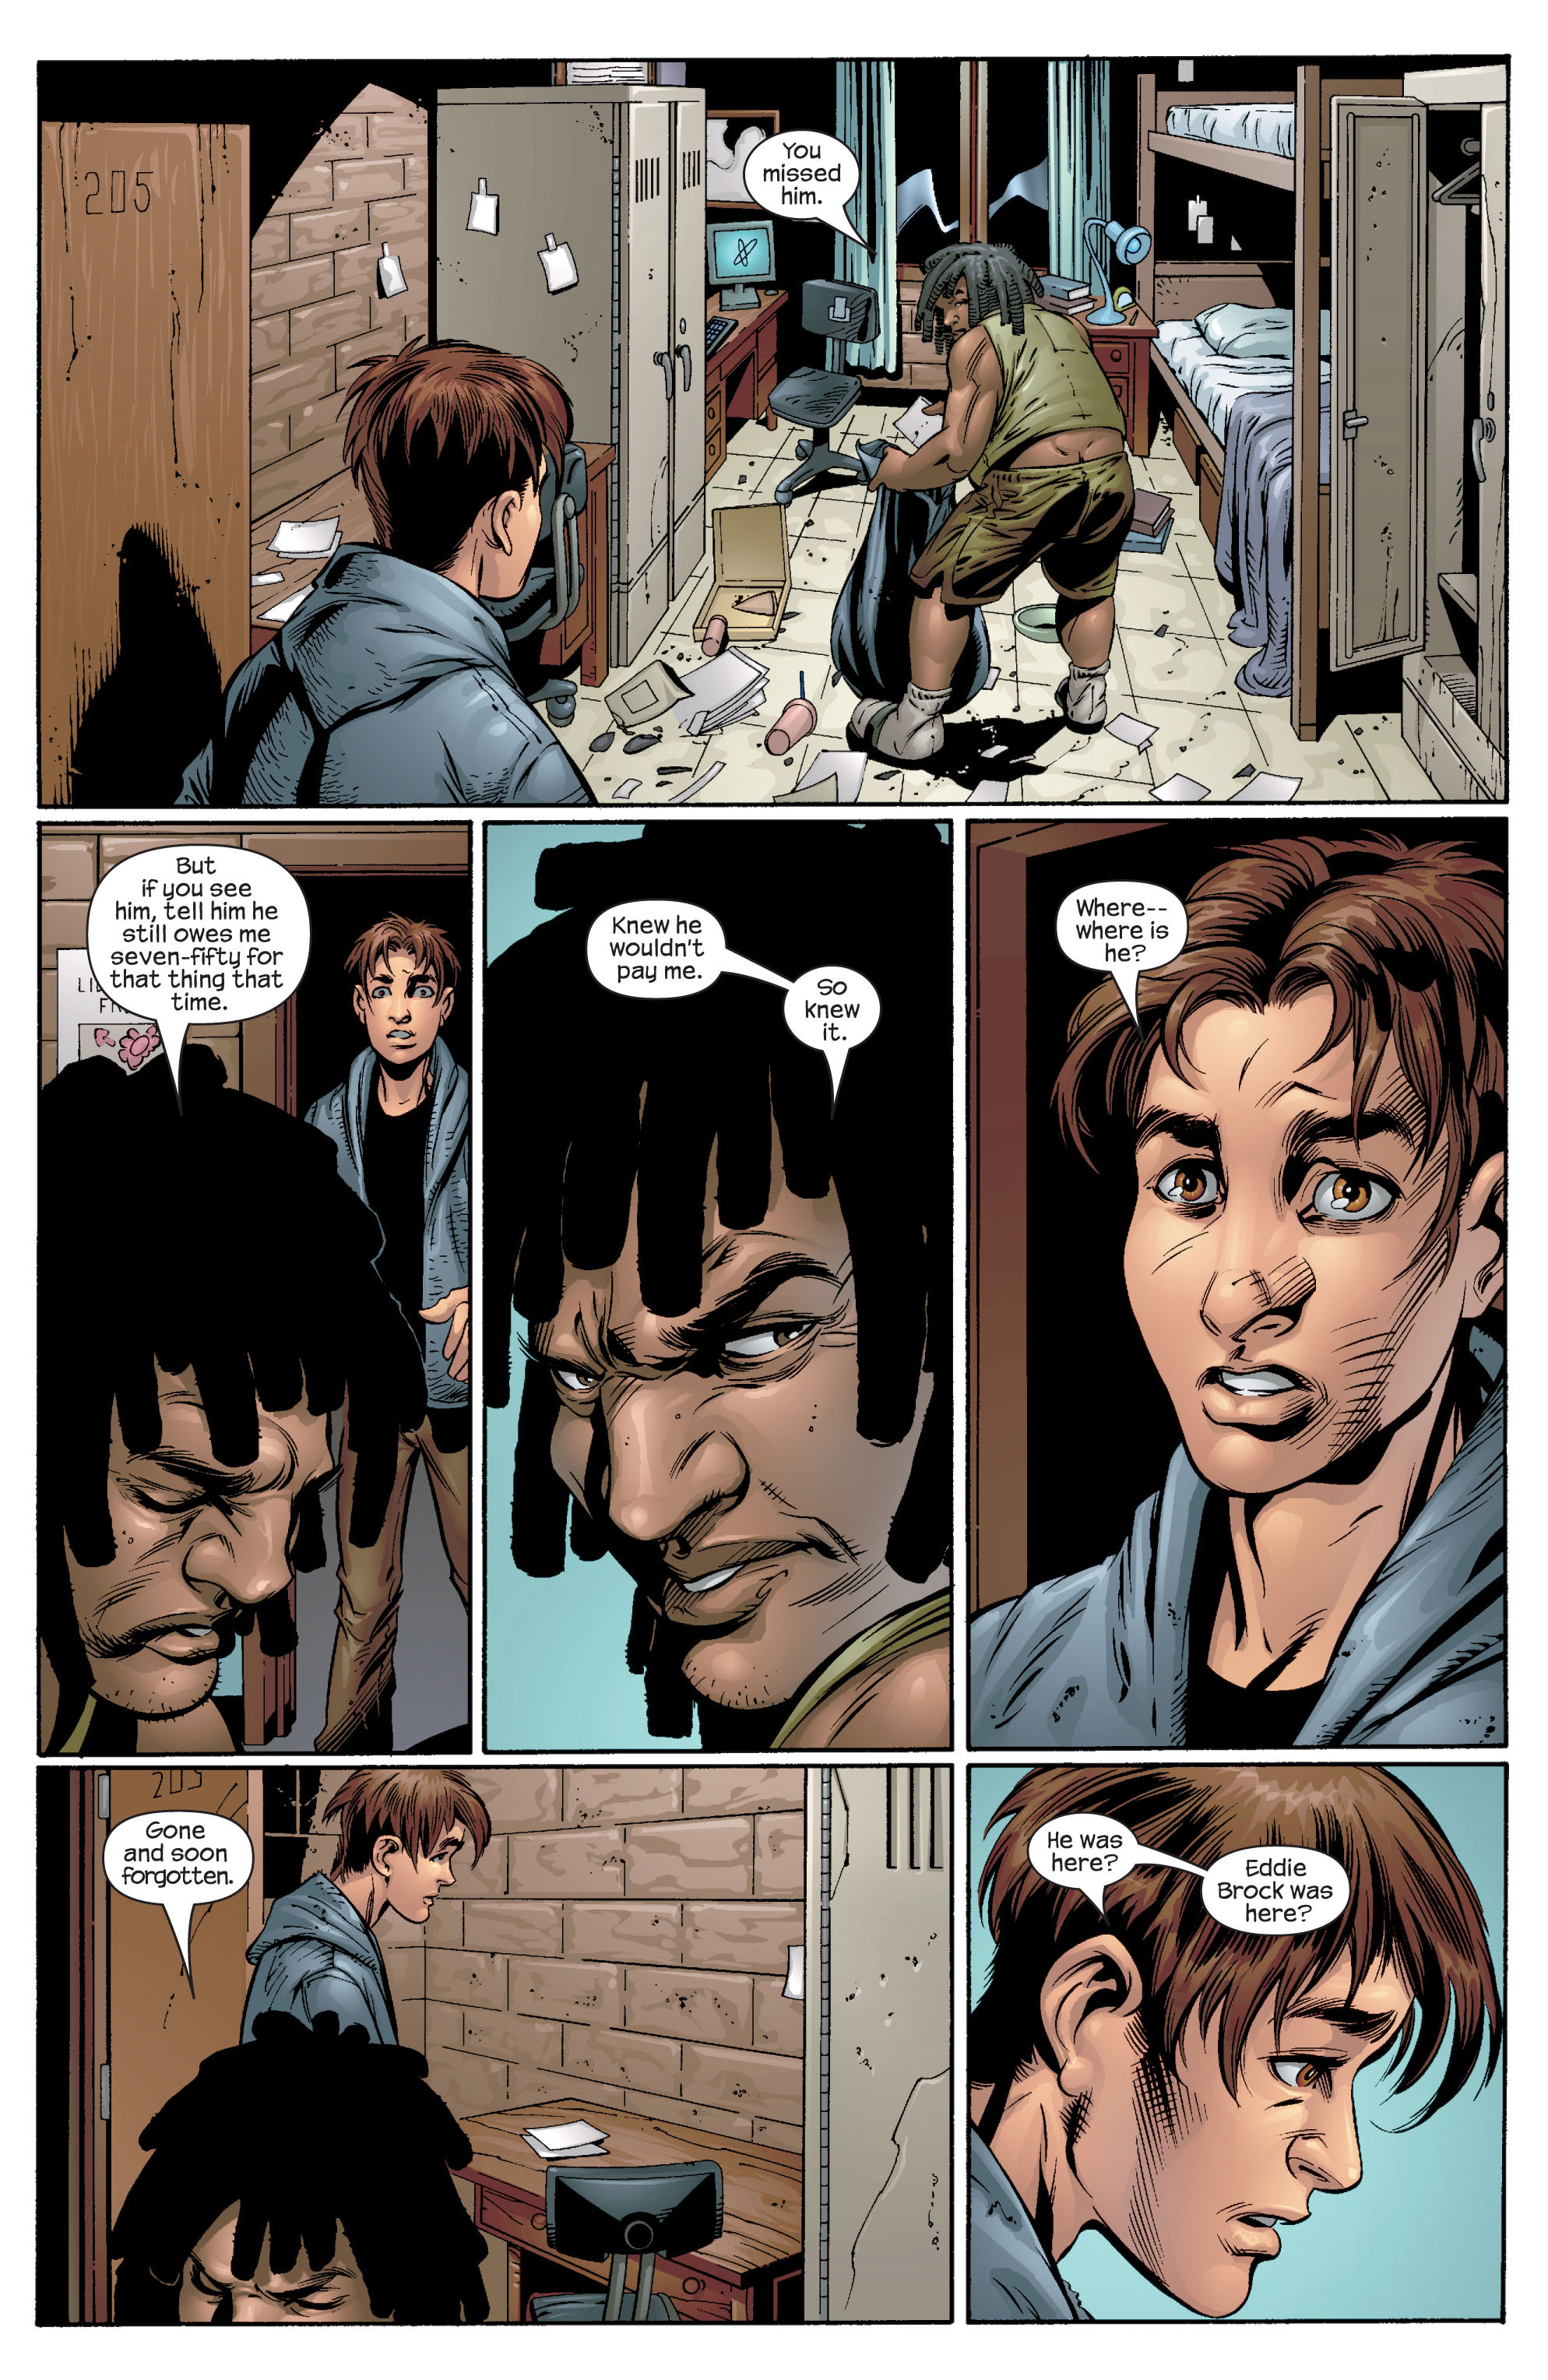 205
You
missed
him.
But
if you see
him, tell him he
still owes me
seven-fifty for
that thing that
time.
Knew he
wouldn't
pay me.
So
knew
it.
Where--
where is
he?
205
Gone
and soon
forgotten.
He was
here?
Eddie
Brock was
here?